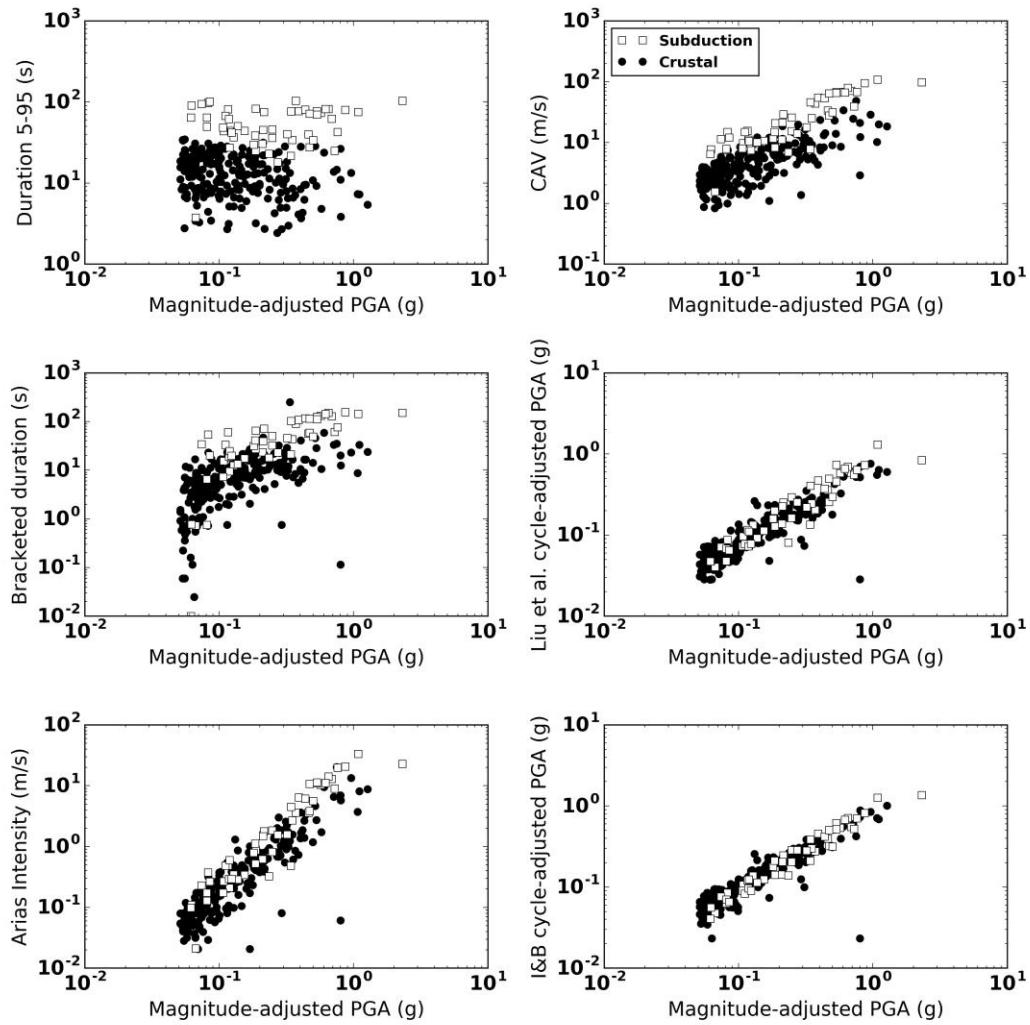 10³
10²
10¹
10⁰
Duration 5-95 (s)
10⁻² 10⁻¹ 10⁰ 10¹
Magnitude-adjusted PGA (g)
10³
10²
10¹
10⁰
10⁻¹
CAV (m/s)
Subduction
Crustal
10⁻² 10⁻¹ 10⁰ 10¹
Magnitude-adjusted PGA (g)
10³
10²
10¹
10⁰
10⁻¹
10⁻²
Bracketed duration (s)
10⁻² 10⁻¹ 10⁰ 10¹
Magnitude-adjusted PGA (g)
10¹
10⁰
10⁻¹
10⁻²
Liu et al. cycle-adjusted PGA (g)
10⁻² 10⁻¹ 10⁰ 10¹
Magnitude-adjusted PGA (g)
10²
10¹
10⁰
10⁻¹
10⁻²
Arias Intensity (m/s)
10⁻² 10⁻¹ 10⁰ 10¹
Magnitude-adjusted PGA (g)
10¹
10⁰
10⁻¹
10⁻²
I&B cycle-adjusted PGA (g)
10⁻² 10⁻¹ 10⁰ 10¹
Magnitude-adjusted PGA (g)